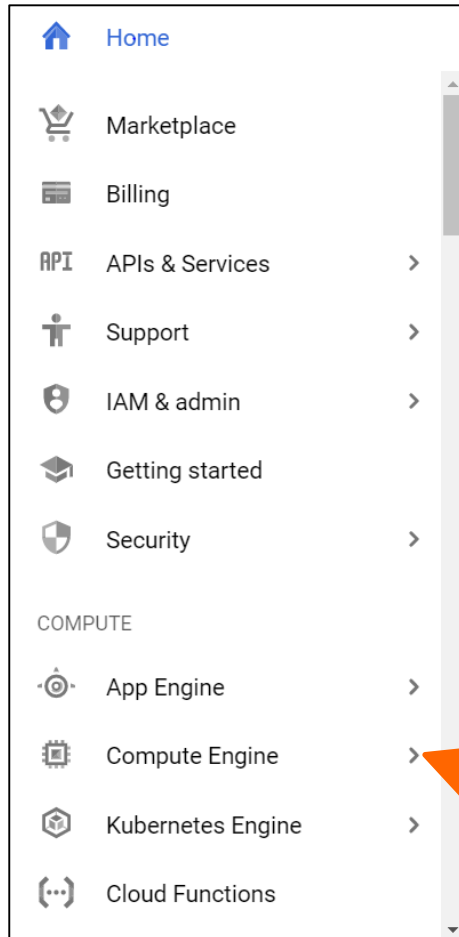 Home
Marketplace
Billing
API APIs & Services
Support
IAM & admin
Getting started
Security
COMPUTE
App Engine
Compute Engine
Kubernetes Engine
Cloud Functions